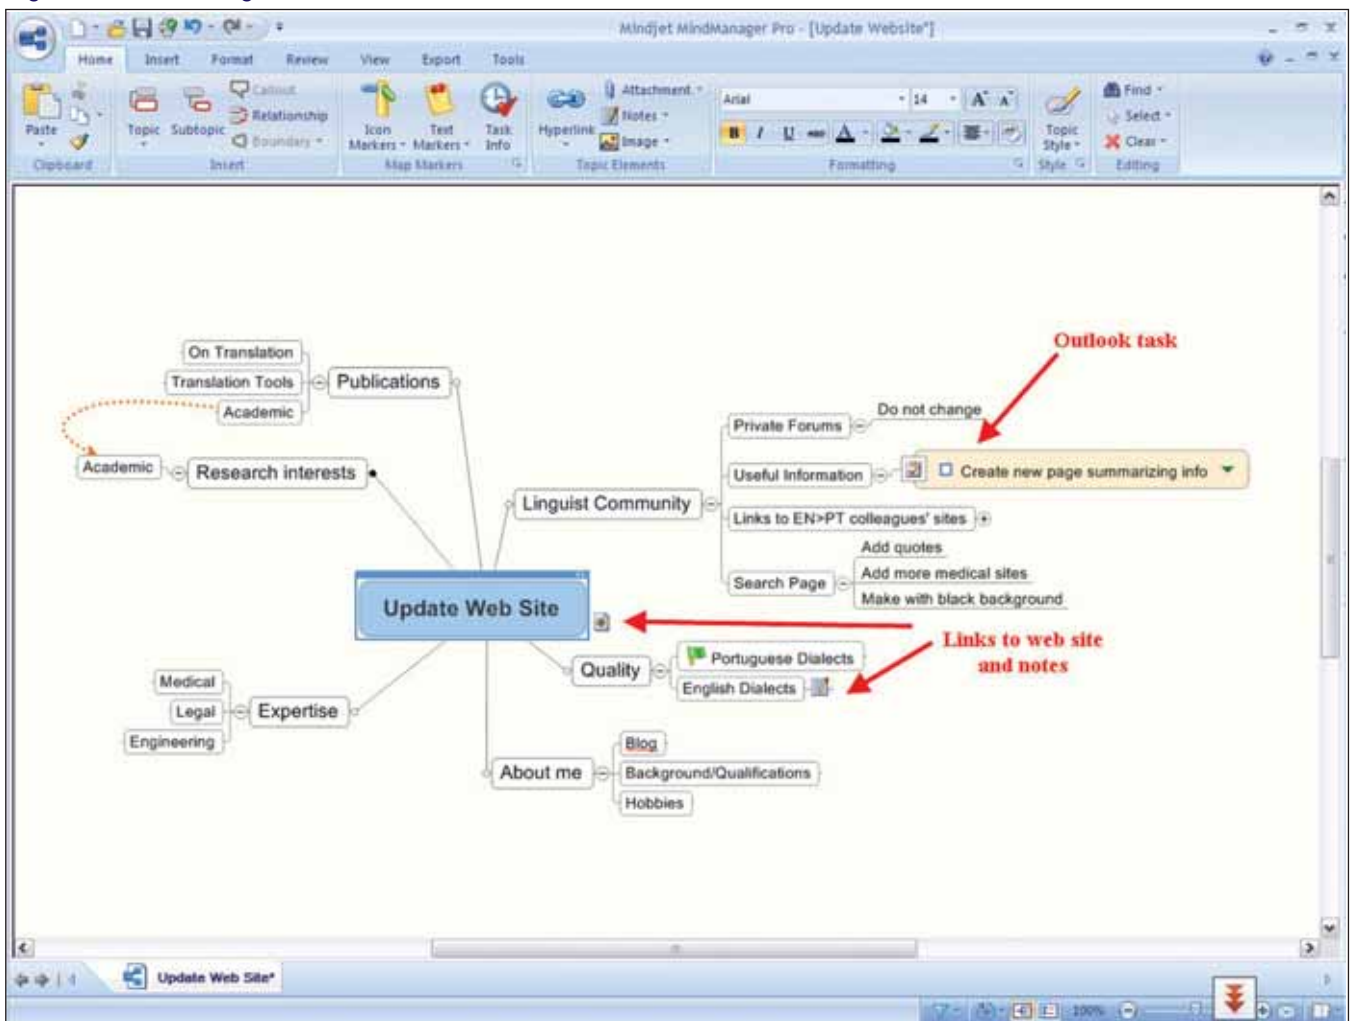 Mindjet MindManager Pro - [Update Website*]
Home Insert Format Review View Export Tools
Paste
Clipboard
Topic Subtopic
Callout
Relationship
Boundary
Insert
Icon Markers
Text Markers
Task Info
Map Markers
Hyperlink
Attachment
Notes
Image
Topic Elements
Arial 14
B I U abc A
Formatting
Topic Style
Style
Find
Select
Clear
Editing
Outlook task
On Translation
Translation Tools
Academic
Publications
Academic
Research interests
Linguist Community
Private Forums
Do not change
Useful Information
Create new page summarizing info
Links to EN>PT colleagues' sites
Search Page
Add quotes
Add more medical sites
Make with black background
Update Web Site
Links to web site
and notes
Quality
Portuguese Dialects
English Dialects
Medical
Legal
Engineering
Expertise
About me
Blog
Background/Qualifications
Hobbies
Update Web Site*
100%